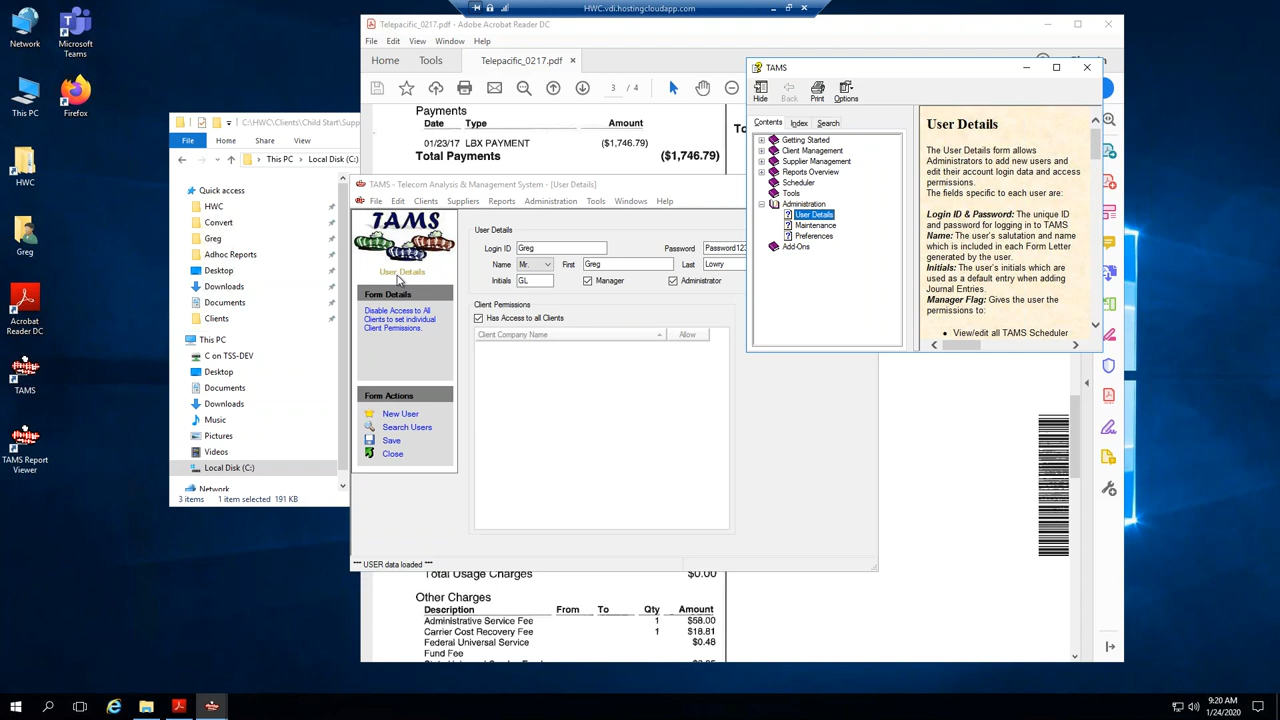 HWC.vdi.hostingcloudapp.com
Network
Microsoft
Teams
This PC
Firefox
HWC
Greg
Acrobat
Reader DC
TAMS
TAMS Report
Viewer
Telepacific_0217.pdf - Adobe Acrobat Reader DC
File Edit View Window Help
Home Tools Telepacific_0217.pdf ×
3 / 4
Payments
Date Type Amount
01/23/17 LBX PAYMENT ($1,746.79)
Total Payments ($1,746.79)
C:\HWC\Clients\Child Start\Supp
File Home Share View
This PC Local Disk (C:)
Quick access
HWC
Convert
Greg
Adhoc Reports
Desktop
Downloads
Documents
Clients
This PC
C on TSS-DEV
Desktop
Documents
Downloads
Music
Pictures
Videos
Local Disk (C:)
Network
3 items 1 item selected 191 KB
TAMS - Telecom Analysis & Management System - [User Details]
File Edit Clients Suppliers Reports Administration Tools Windows Help
TAMS
User Details
Form Details
Disable Access to All
Clients to set individual
Client Permissions.
Form Actions
New User
Search Users
Save
Close
User Details
Login ID Greg Password Password123
Name Mr. First Greg Last Lowry
Initials GL Manager Administrator
Client Permissions
Has Access to all Clients
Client Company Name Allow
*** USER data loaded ***
TAMS
Hide Back Print Options
Contents Index Search
Getting Started
Client Management
Supplier Management
Reports Overview
Scheduler
Tools
Administration
User Details
Maintenance
Preferences
Add-Ons
User Details
The User Details form allows
Administrators to add new users and
edit their account login data and access
permissions.
The fields specific to each user are:
Login ID & Password: The unique ID
and password for logging in to TAMS
Name: The user's salutation and name
which is included in each Form Letter
generated by the user.
Initials: The user's initials which are
used as a default entry when adding
Journal Entries.
Manager Flag: Gives the user the
permissions to:
• View/edit all TAMS Scheduler
Total Usage Charges $0.00
Other Charges
Description From To Qty Amount
Administrative Service Fee 1 $58.00
Carrier Cost Recovery Fee 1 $18.81
Federal Universal Service $0.48
Fund Fee
9:20 AM
1/24/2020